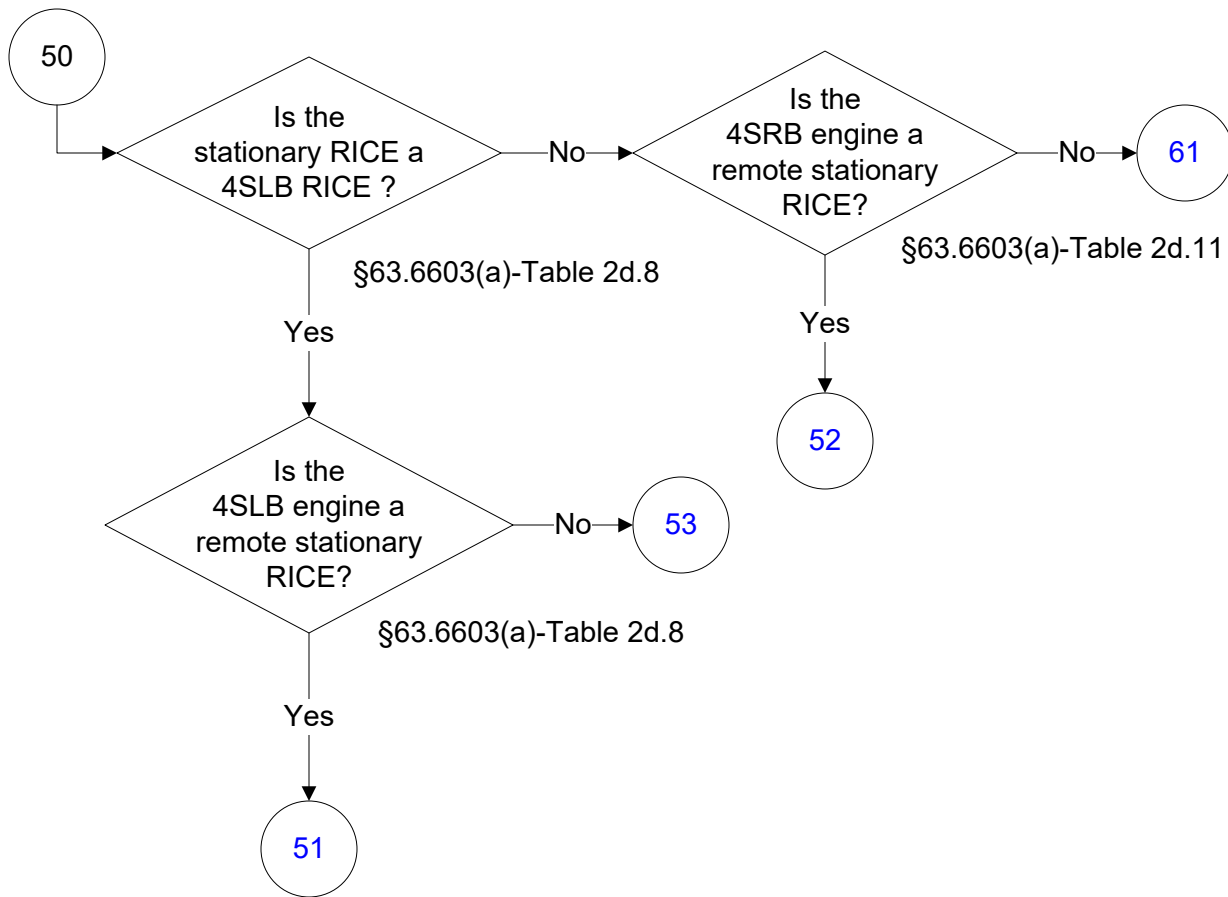 50
Is the
stationary RICE a
4SLB RICE ?
No
Is the
4SRB engine a
remote stationary
RICE?
No
61
§63.6603(a)-Table 2d.8
§63.6603(a)-Table 2d.11
Yes
Yes
52
Is the
4SLB engine a
remote stationary
RICE?
No
53
§63.6603(a)-Table 2d.8
Yes
51